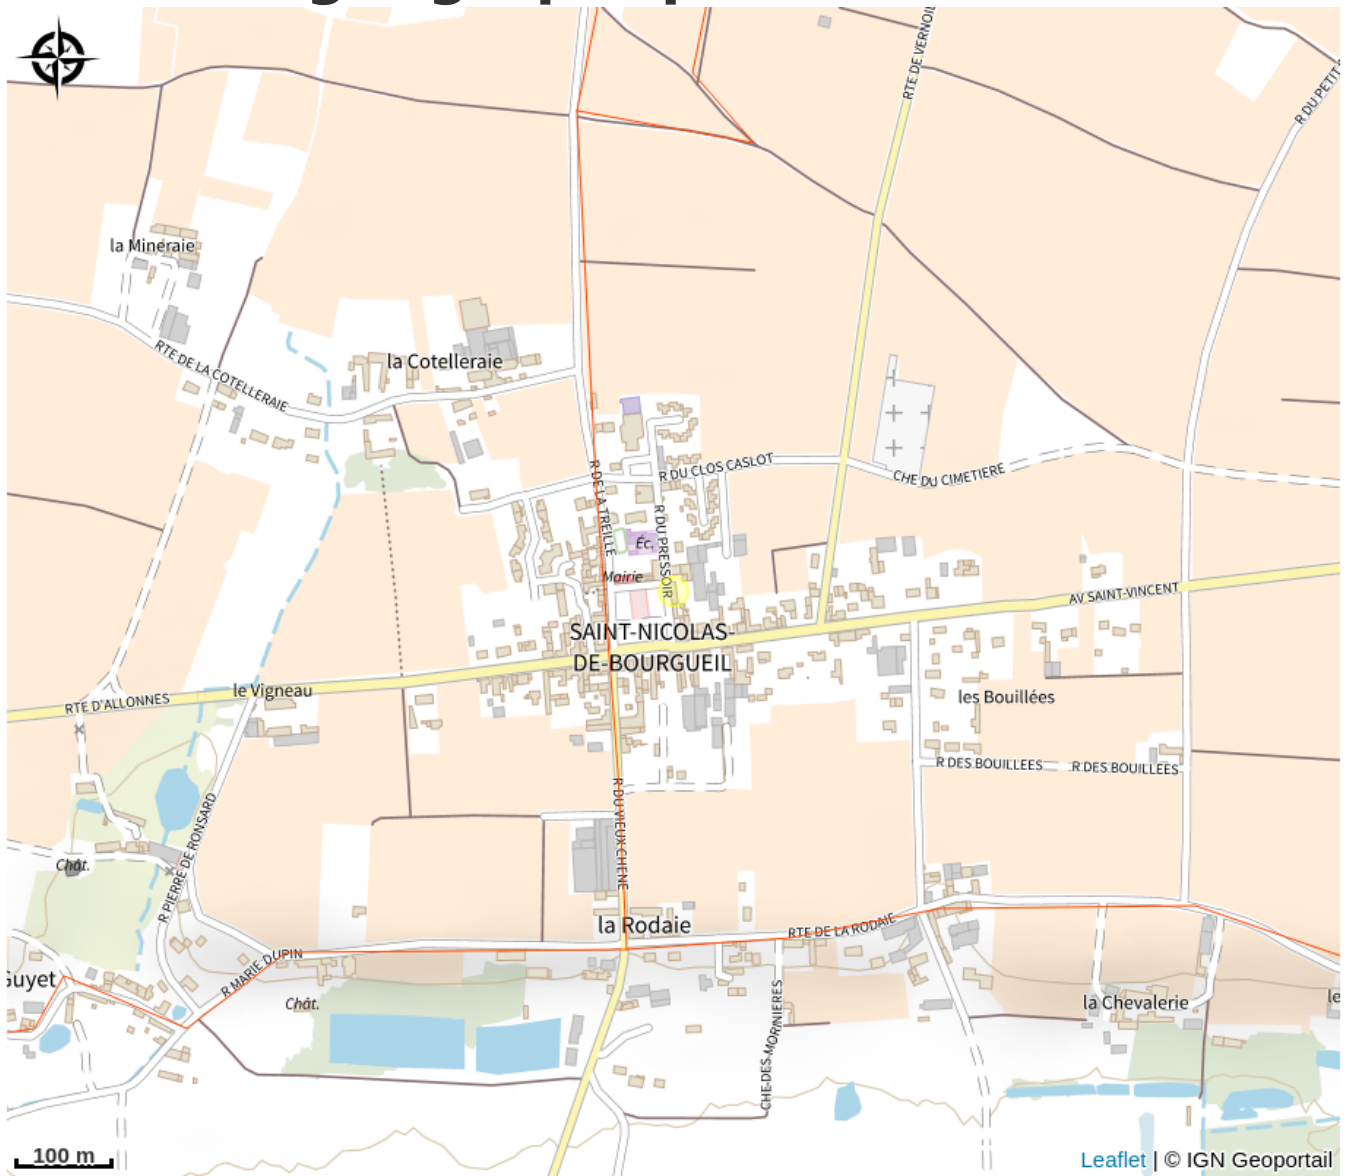 RTE DE VERNOIL
R DU PETIT
la Mineraie
RTE DE LA COTELLERAIE
la Cotelleraie
R DE LA TREILLE
R DU CLOS CASLOT
CHE DU CIMETIERE
R DU PRESSOIR
Éc.
Mairie
SAINT-NICOLAS-
DE-BOURGUEIL
AV SAINT-VINCENT
RTE D'ALLONNES
le Vigneau
les Bouillées
R DES BOUILLEES
R DES BOUILLEES
R PIERRE DE RONSARD
R DU VIEUX CHENE
Chât.
la Rodaie
RTE DE LA RODAIE
R MARIE DUPIN
Guyet
Chât.
CHE DES MORINIERES
la Chevalerie
le
100 m
Leaflet | © IGN Geoportail